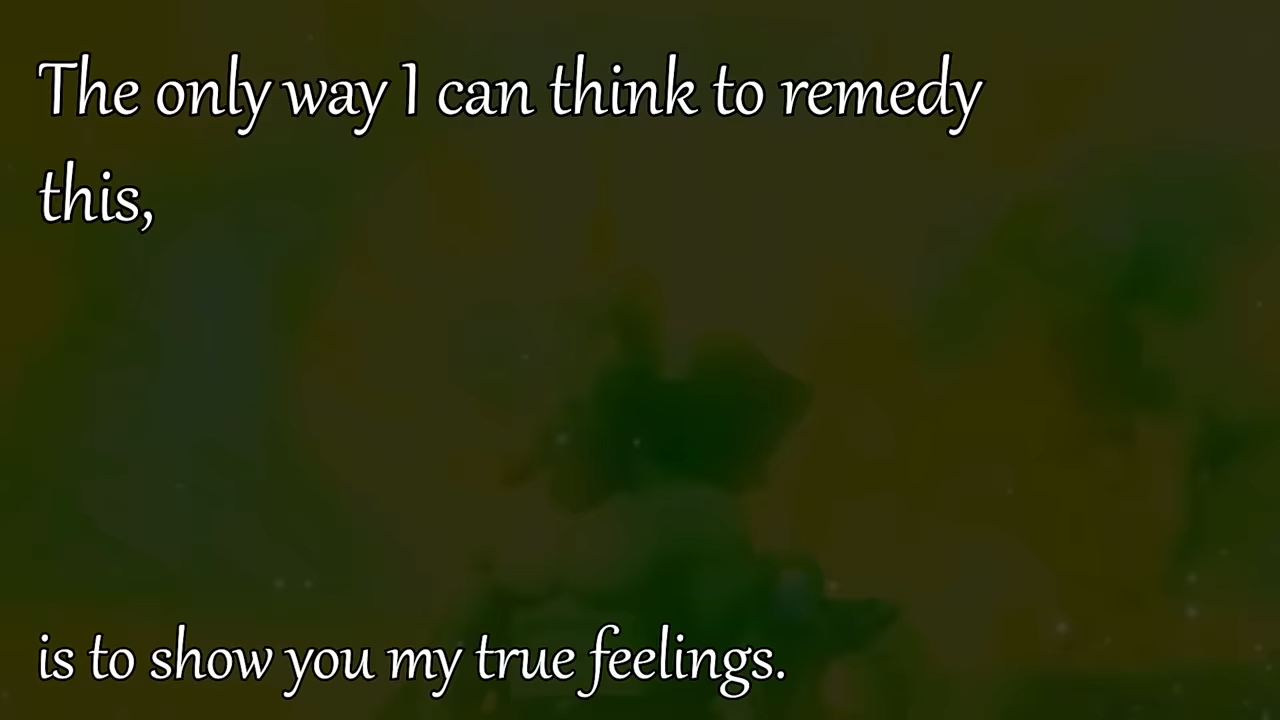 The only way I can think to remedy
this,
is to show you my true feelings.